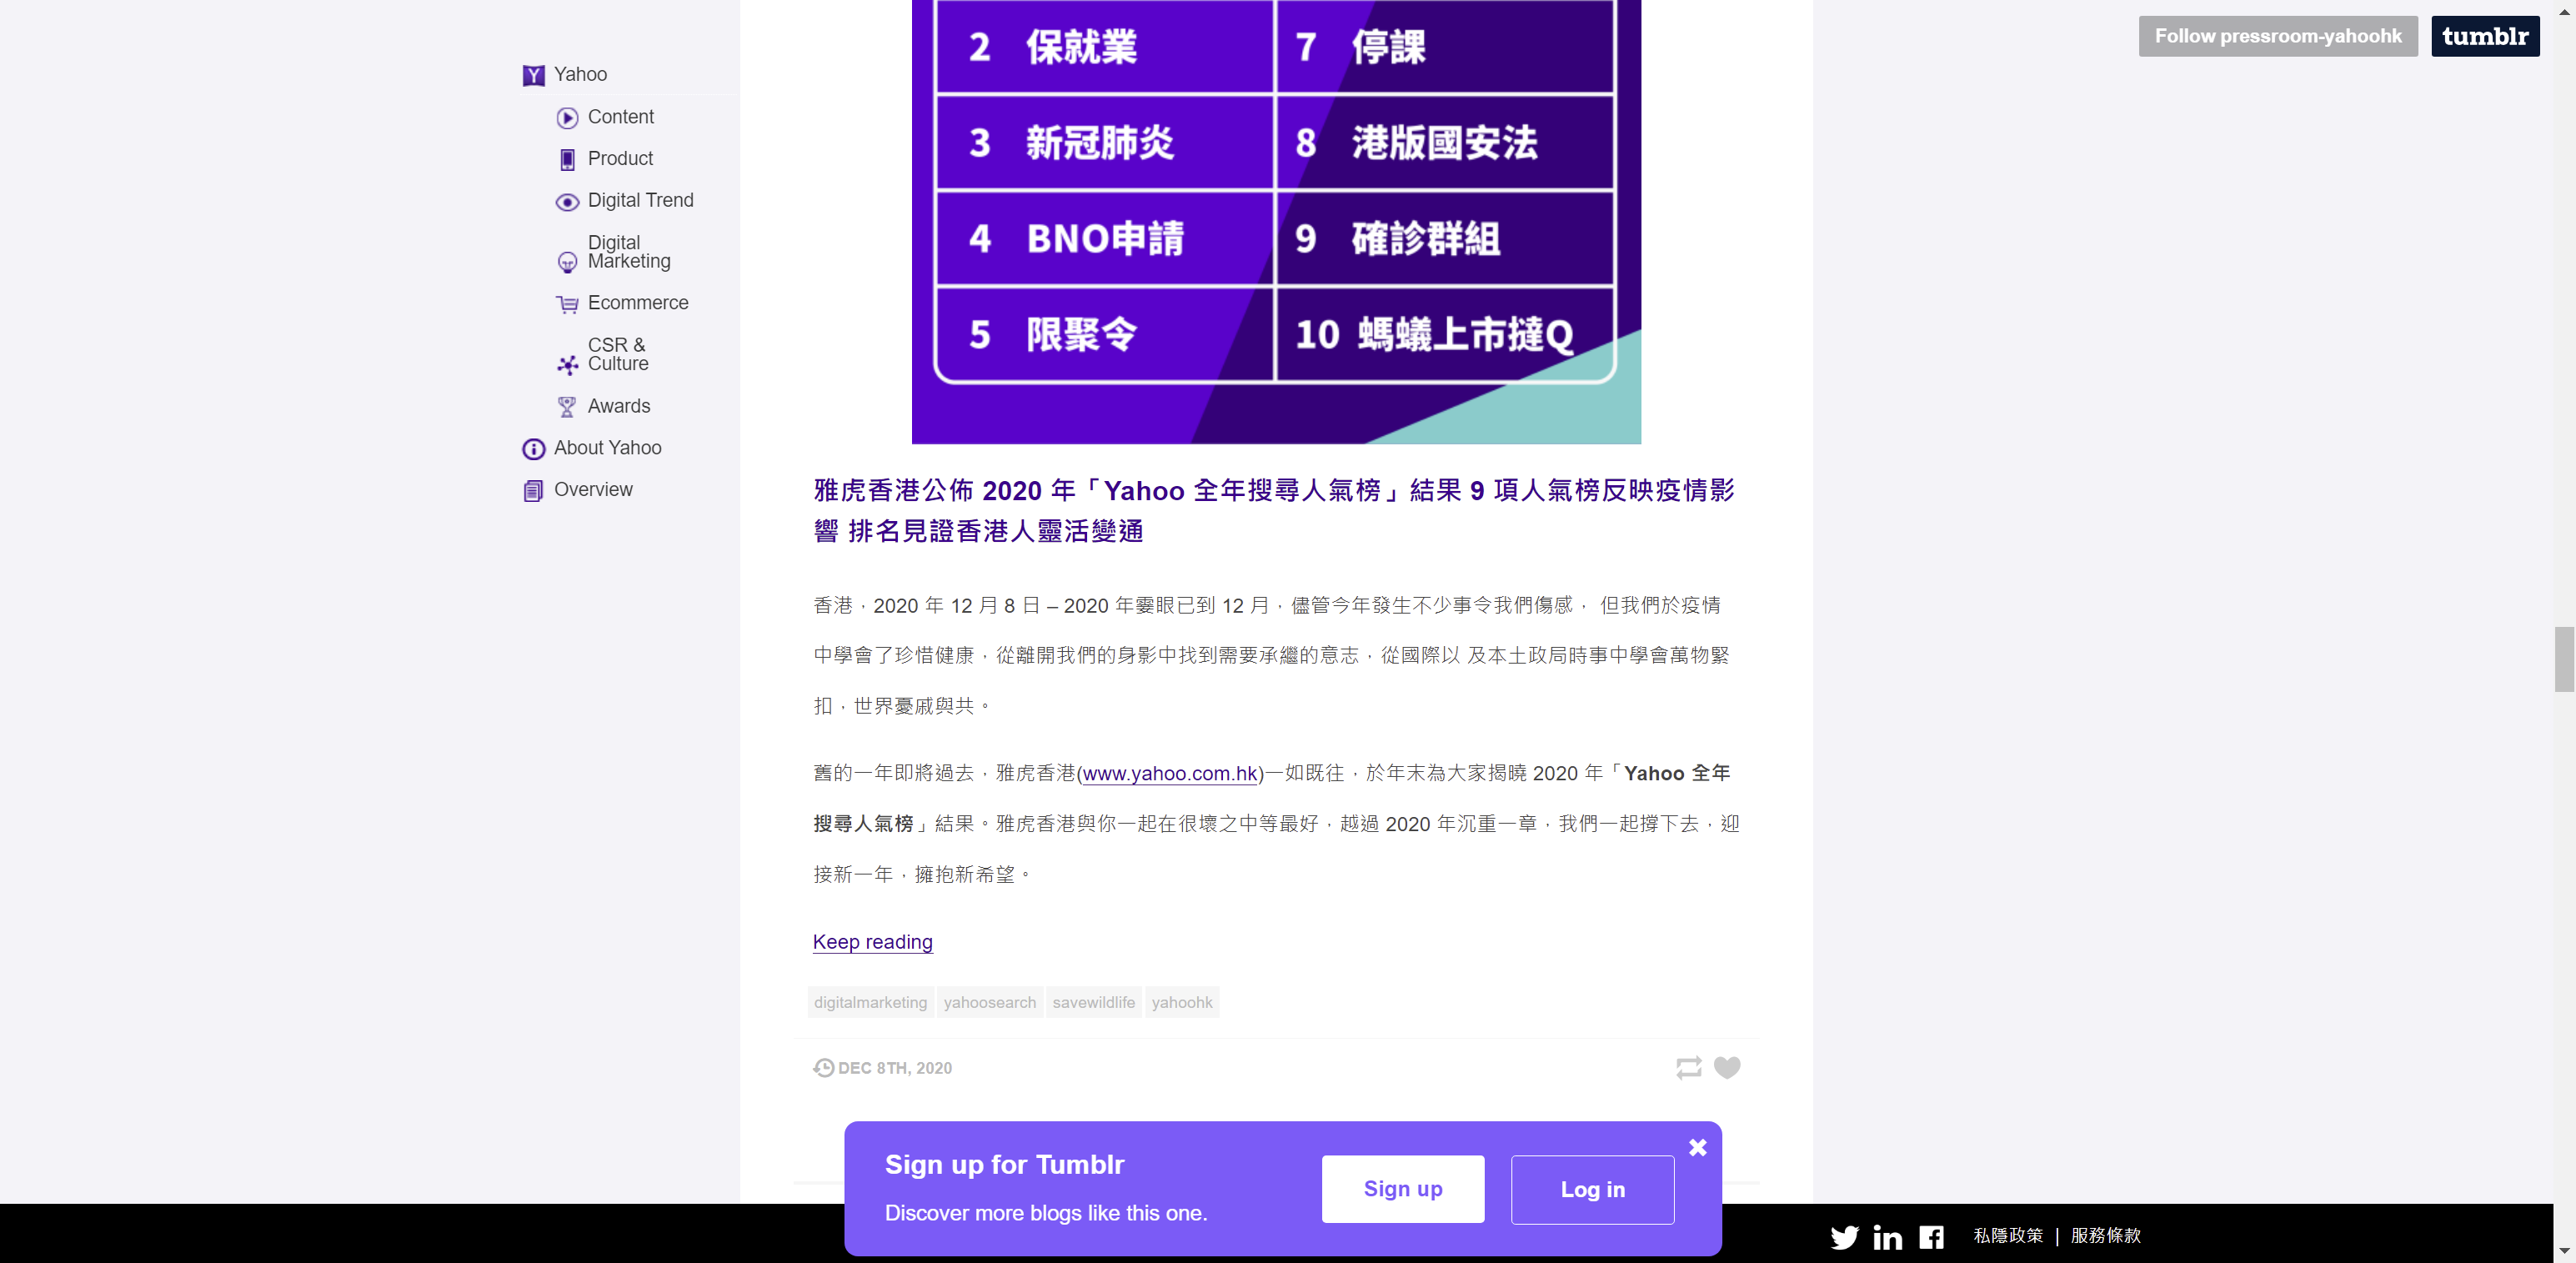 Follow pressroom-yahoohk
tumblr
Yahoo
Content
Product
Digital Trend
Digital
Marketing
Ecommerce
CSR &
Culture
Awards
About Yahoo
Overview
2 保就業 7 停課
3 新冠肺炎 8 港版國安法
4 BNO申請 9 確診群組
5 限聚令 10 螞蟻上市撻Q
雅虎香港公佈 2020 年「Yahoo 全年搜尋人氣榜」結果 9 項人氣榜反映疫情影
響 排名見證香港人靈活變通
香港，2020 年 12 月 8 日 – 2020 年霎眼已到 12 月，儘管今年發生不少事令我們傷感， 但我們於疫情
中學會了珍惜健康，從離開我們的身影中找到需要承繼的意志，從國際以 及本土政局時事中學會萬物緊
扣，世界憂戚與共。
舊的一年即將過去，雅虎香港(www.yahoo.com.hk)一如既往，於年末為大家揭曉 2020 年「Yahoo 全年
搜尋人氣榜」結果。雅虎香港與你一起在很壞之中等最好，越過 2020 年沉重一章，我們一起撐下去，迎
接新一年，擁抱新希望。
Keep reading
digitalmarketing yahoosearch savewildlife yahoohk
DEC 8TH, 2020
Sign up for Tumblr
Discover more blogs like this one.
Sign up
Log in
私隱政策 | 服務條款